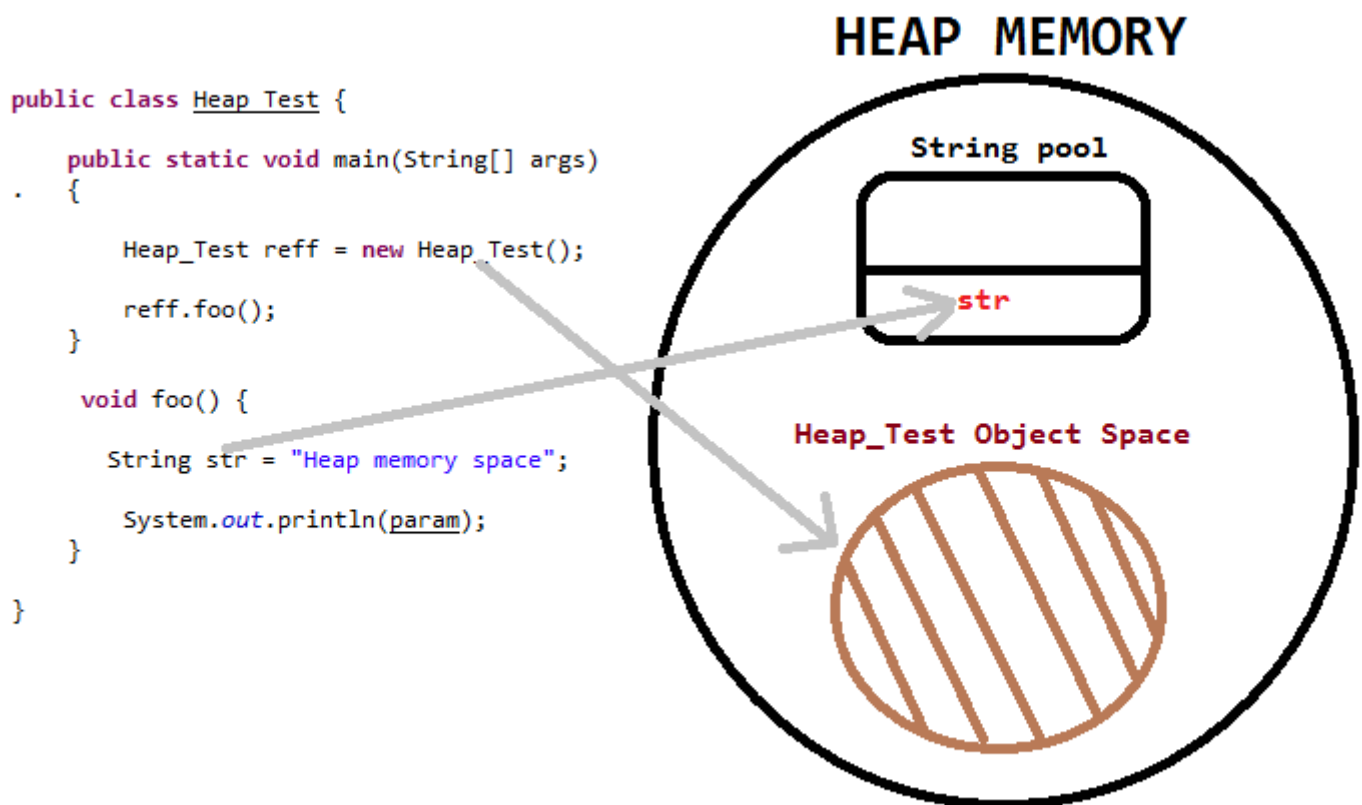 HEAP MEMORY
public class Heap Test {
public static void main(String[] args)
. {
Heap_Test reff = new Heap_Test();
reff.foo();
}
void foo() {
String str = "Heap memory space";
System.out.println(param);
}
}
String pool
str
Heap_Test Object Space